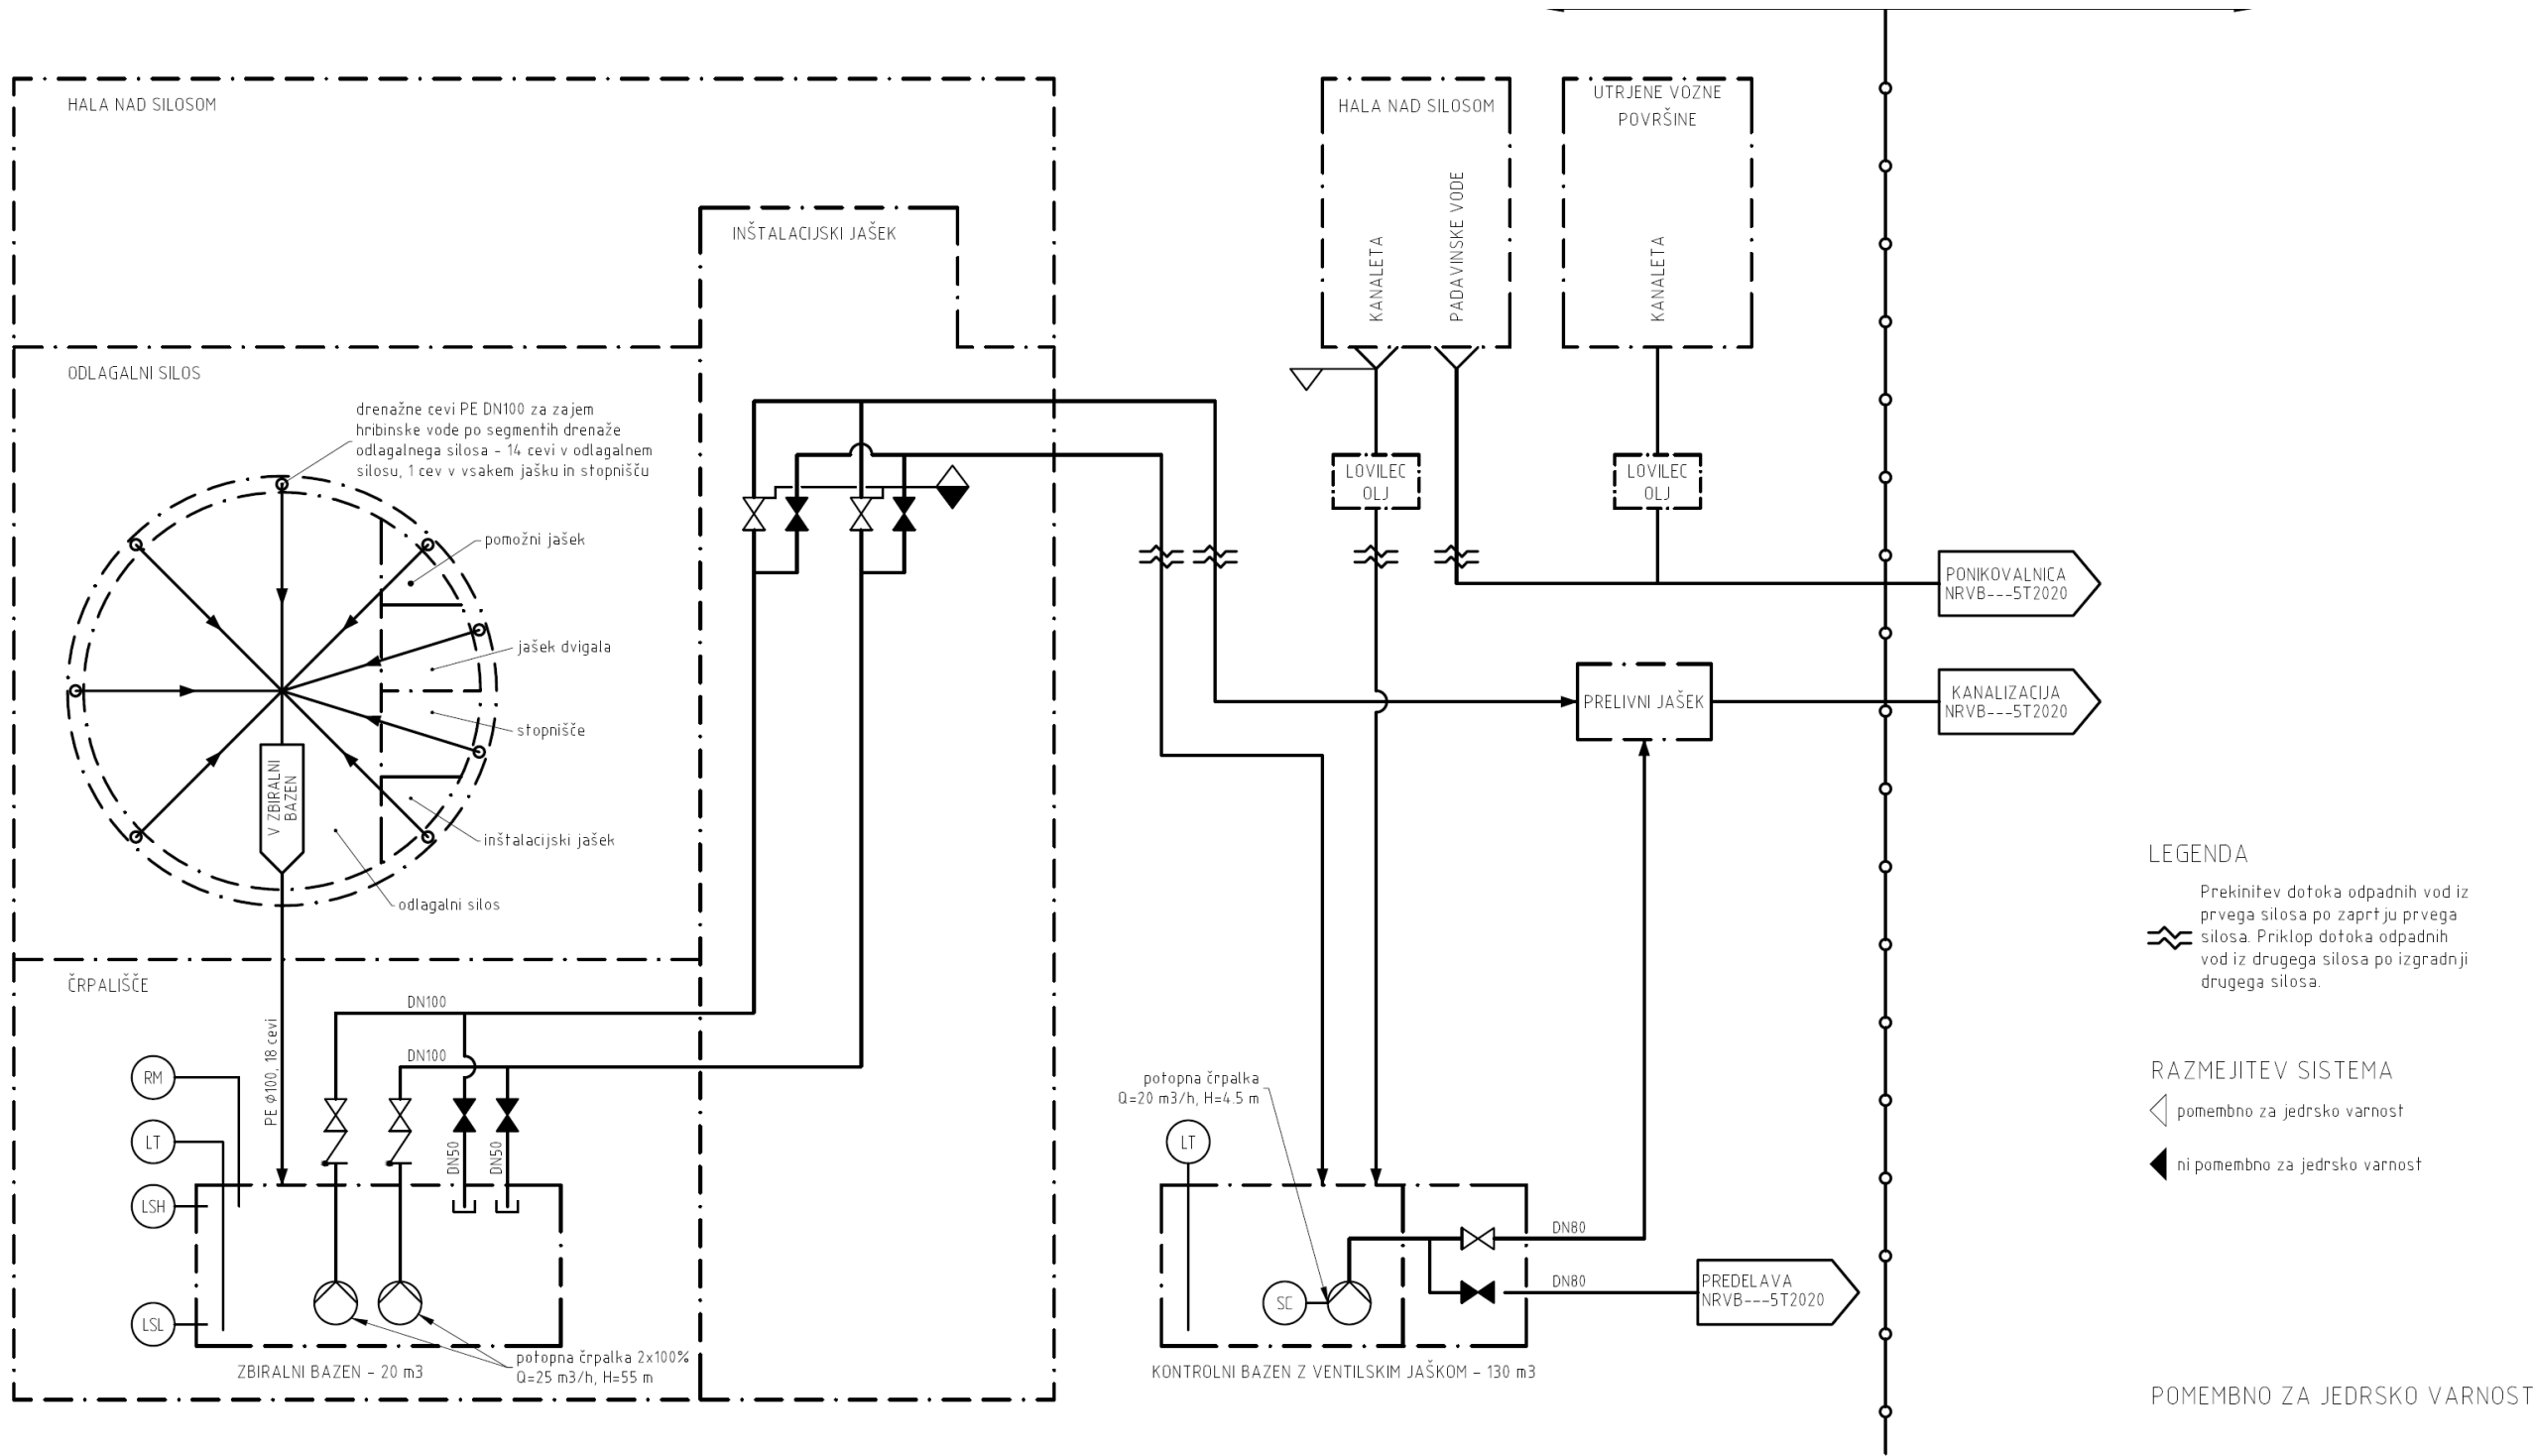 HALA NAD SILOSOM
INŠTALACIJSKI JAŠEK
ODLAGALNI SILOS
drenažne cevi PE DN100 za zajem
hribinske vode po segmentih drenaže
odlagalnega silosa - 14 cevi v odlagalnem
silosu, 1 cev v vsakem jašku in stopnišču
pomožni jašek
jašek dvigala
stopnišče
V ZBIRALNI
BAZEN
inštalacijski jašek
odlagalni silos
ČRPALIŠČE
PE ϕ100, 18 cevi
DN100
DN100
RM
LT
LSH
LSL
DN50
DN50
ZBIRALNI BAZEN - 20 m3
potopna črpalka 2x100%
Q=25 m3/h, H=55 m
HALA NAD SILOSOM
KANALETA
PADAVINSKE VODE
UTRJENE VOZNE
POVRŠINE
KANALETA
LOVILEC
OLJ
LOVILEC
OLJ
PONIKOVALNICA
NRVB---5T2020
PRELIVNI JAŠEK
KANALIZACIJA
NRVB---5T2020
potopna črpalka
Q=20 m3/h, H=4.5 m
LT
SC
DN80
DN80
PREDELAVA
NRVB---5T2020
KONTROLNI BAZEN Z VENTILSKIM JAŠKOM - 130 m3
LEGENDA
Prekinitev dotoka odpadnih vod iz
prvega silosa po zaprtju prvega
silosa. Priklop dotoka odpadnih
vod iz drugega silosa po izgradnji
drugega silosa.
RAZMEJITEV SISTEMA
pomembno za jedrsko varnost
ni pomembno za jedrsko varnost
POMEMBNO ZA JEDRSKO VARNOST